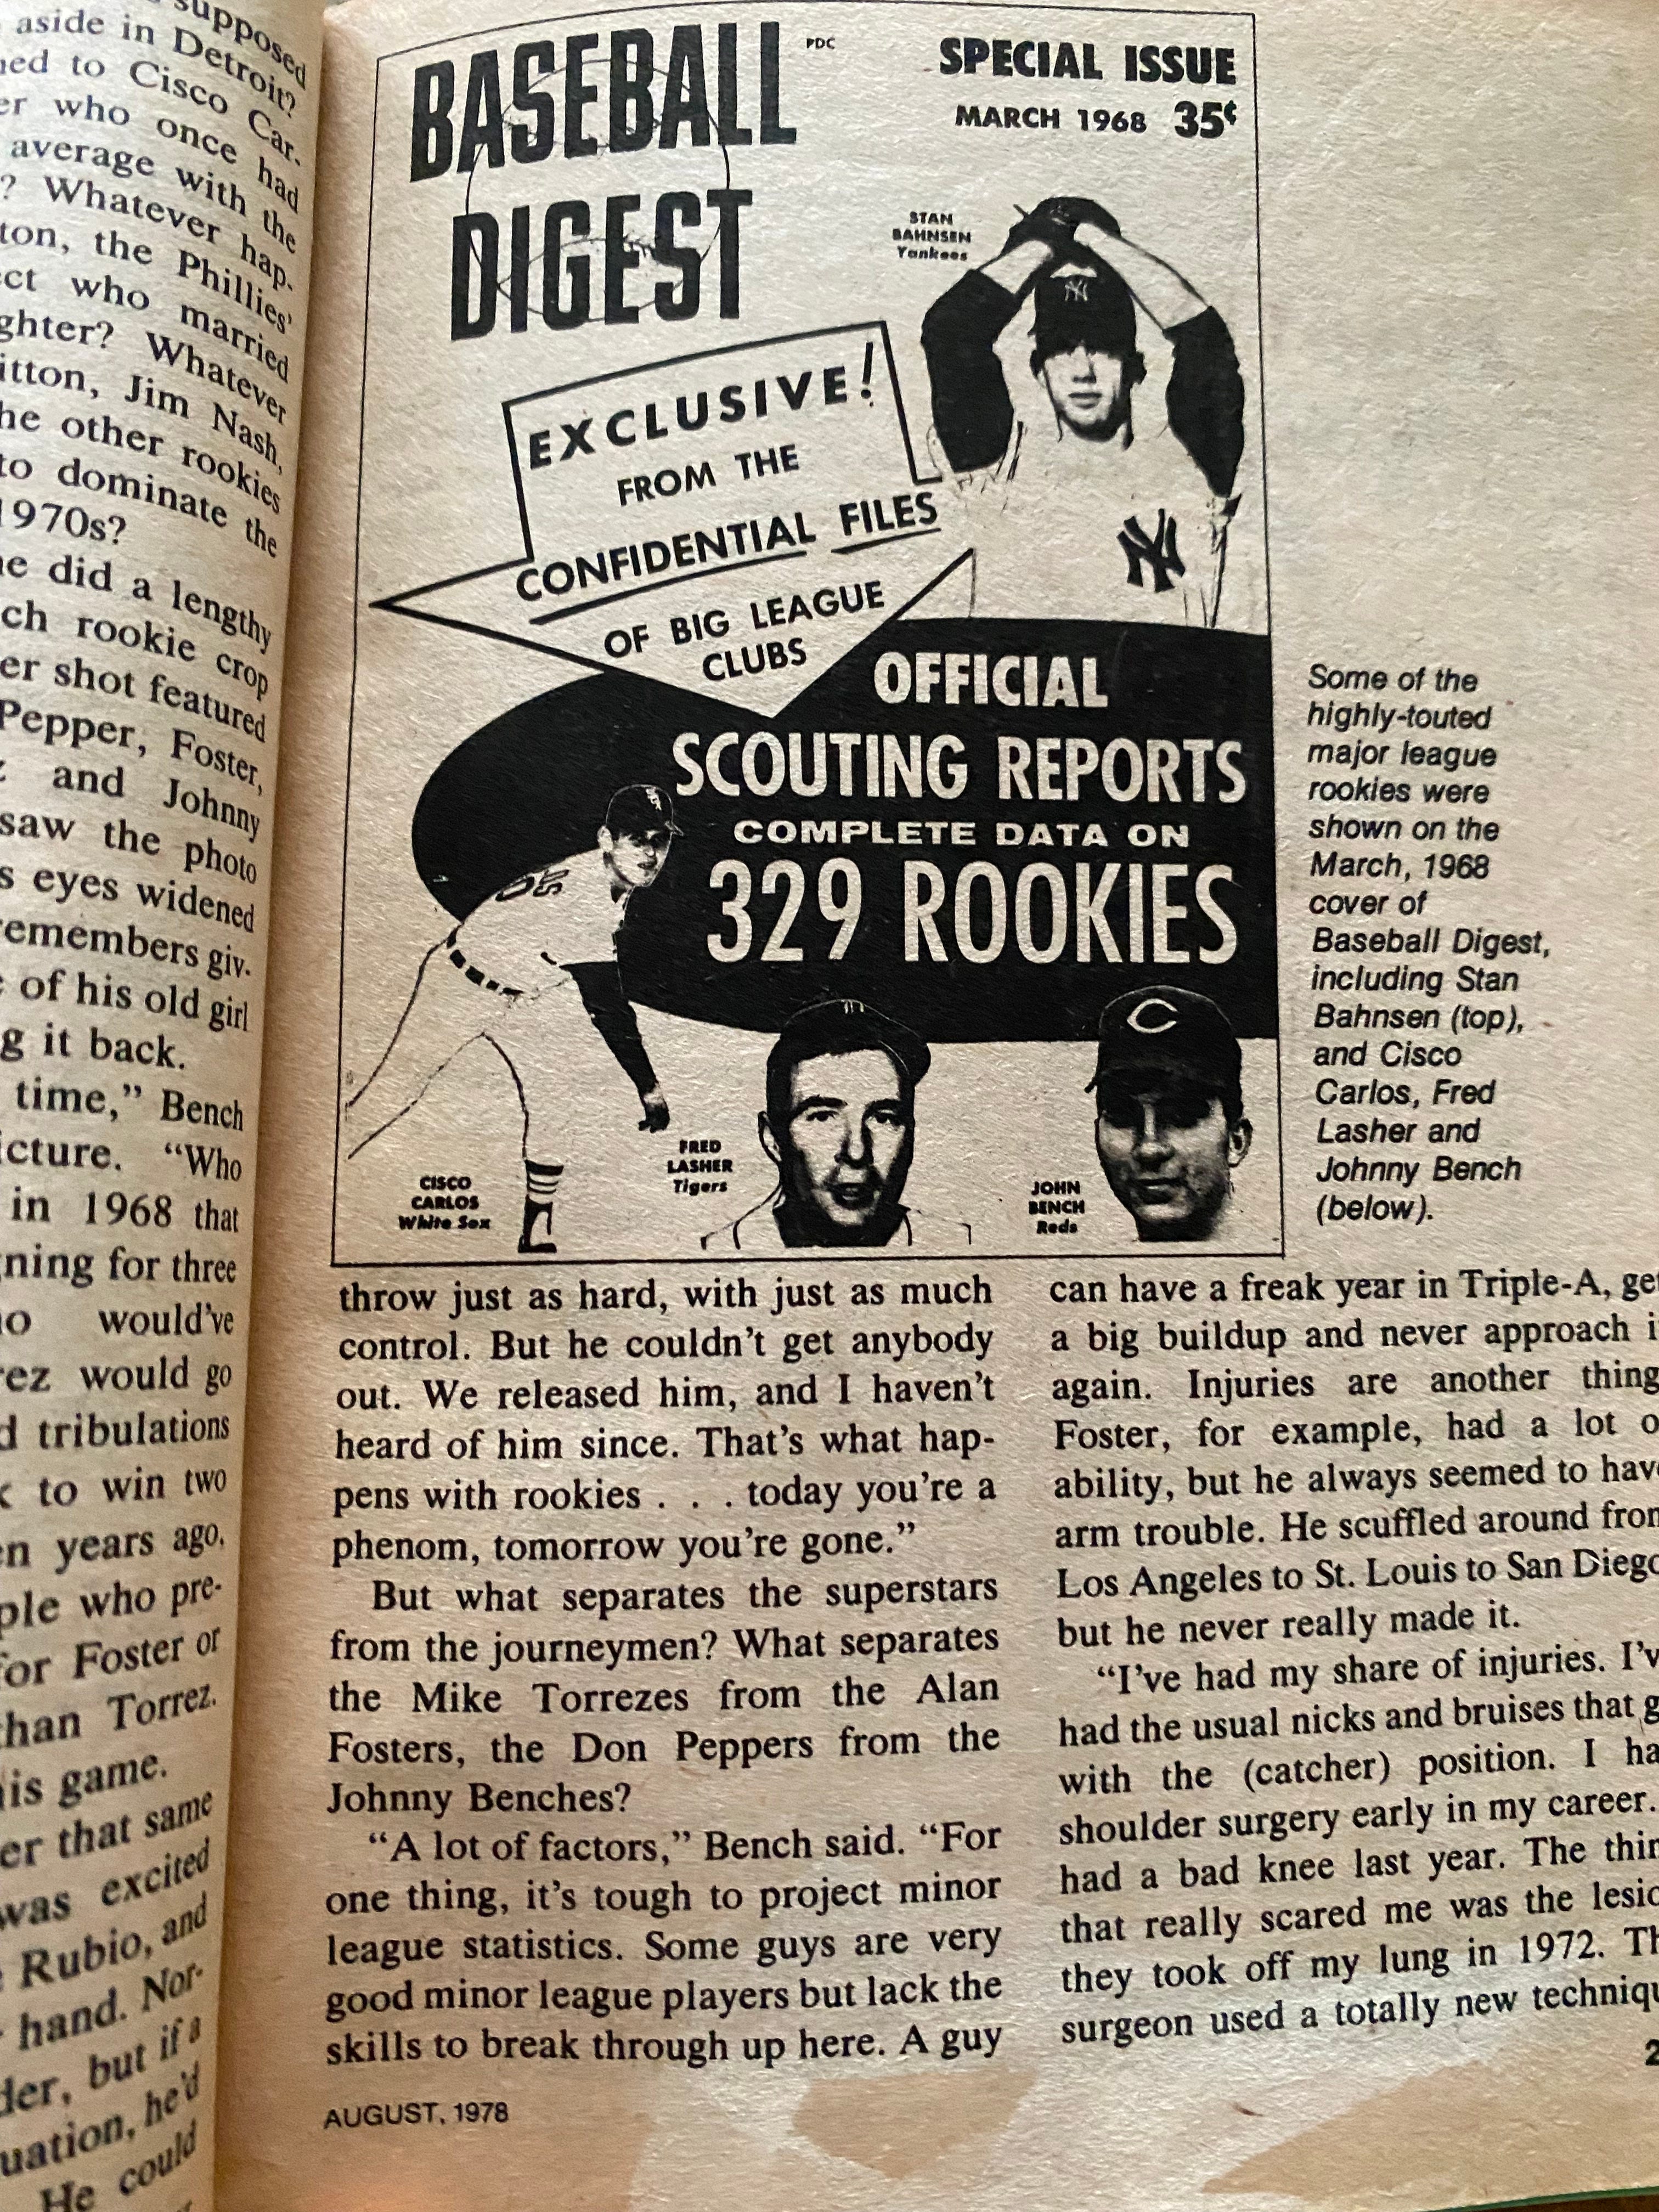 supposed
aside in Detroit?
to Cisco Car-
who once had
average with the
? Whatever hap-
the Phillies'
who married
Whatever
Jim Nash,
other rookies
to dominate the
1970s?
did a lengthy
rookie crop
shot featured
Pepper, Foster,
and Johnny
saw the photo
eyes widened
remembers giv-
of his old girl
it back.
time,” Bench
“Who
in 1968 that
for three
would've
would go
tribulations
to win two
years ago,
who pre-
for Foster or
than Torrez.
game.
that same
was excited
Rubio, and
hand. Nor-
but if a
he'd
He could
BASEBALL
DIGEST
PDC
SPECIAL ISSUE
MARCH 1968 35¢
STAN
BAHNSEN
Yankees
EXCLUSIVE!
FROM THE
CONFIDENTIAL FILES
OF BIG LEAGUE
CLUBS
OFFICIAL
SCOUTING REPORTS
COMPLETE DATA ON
329 ROOKIES
CISCO
CARLOS
White Sox
FRED
LASHER
Tigers
JOHN
BENCH
Reds
Some of the
highly-touted
major league
rookies were
shown on the
March, 1968
cover of
Baseball Digest,
including Stan
Bahnsen (top),
and Cisco
Carlos, Fred
Lasher and
Johnny Bench
(below).
throw just as hard, with just as much
control. But he couldn't get anybody
out. We released him, and I haven't
heard of him since. That's what hap-
pens with rookies . . . today you're a
phenom, tomorrow you're gone.”
But what separates the superstars
from the journeymen? What separates
the Mike Torrezes from the Alan
Fosters, the Don Peppers from the
Johnny Benches?
“A lot of factors,” Bench said. “For
one thing, it's tough to project minor
league statistics. Some guys are very
good minor league players but lack the
skills to break through up here. A guy
can have a freak year in Triple-A, get
a big buildup and never approach
again. Injuries are another thing
Foster, for example, had a lot
ability, but he always seemed to have
arm trouble. He scuffled around from
Los Angeles to St. Louis to San Diego
but he never really made it.
“I've had my share of injuries.
had the usual nicks and bruises that
with the (catcher) position. I
shoulder surgery early in my career.
had a bad knee last year. The
that really scared me was the
they took off my lung in 1972.
surgeon used a totally new
AUGUST, 1978